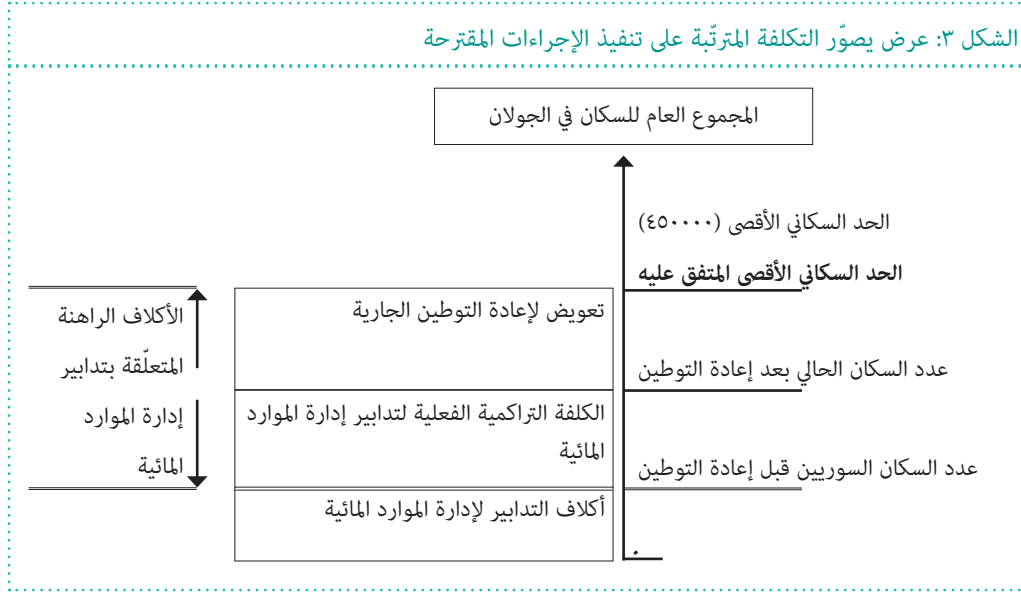 الشكل ٣: عرض يصوّر التكلفة المترتّبة على تنفيذ الإجراءات المقترحة
المجموع العام للسكان في الجولان
الحد السكاني الأقصى (٤٥٠٠٠٠)
الحد السكاني الأقصى المتفق عليه
عدد السكان الحالي بعد إعادة التوطين
عدد السكان السوريين قبل إعادة التوطين
٠
تعويض لإعادة التوطين الجارية
الكلفة التراكمية الفعلية لتدابير إدارة الموارد
المائية
أكلاف التدابير لإدارة الموارد المائية
الأكلاف الراهنة
المتعلّقة بتدابير
إدارة الموارد
المائية